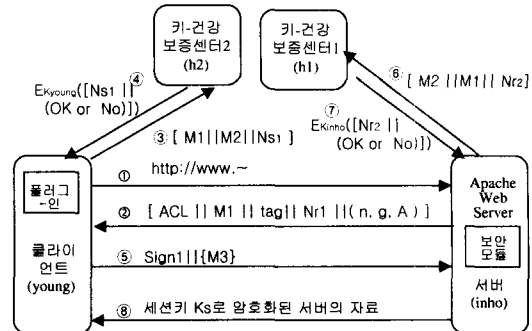 키-건강
보증센터2
(h2)
키-건강
보증센터1
(h1)
④
EKyoung([Ns1 ||
(OK or No)])
⑥ [ M2 ||M1|| Nr2]
⑦
EKinho([Nr2 ||
(OK or No)])
③ [ M1||M2||Ns1 ]
① http://www.~
플러그
-인
Apache
Web
Server
② [ ACL || M1 || tag|| Nr1 ||( n, g, A ) ]
보안
모듈
클라이
언트
(young)
⑤ Sign1||{M3}
서버
(inho)
⑧ 세션키 Ks로 암호화된 서버의 자료